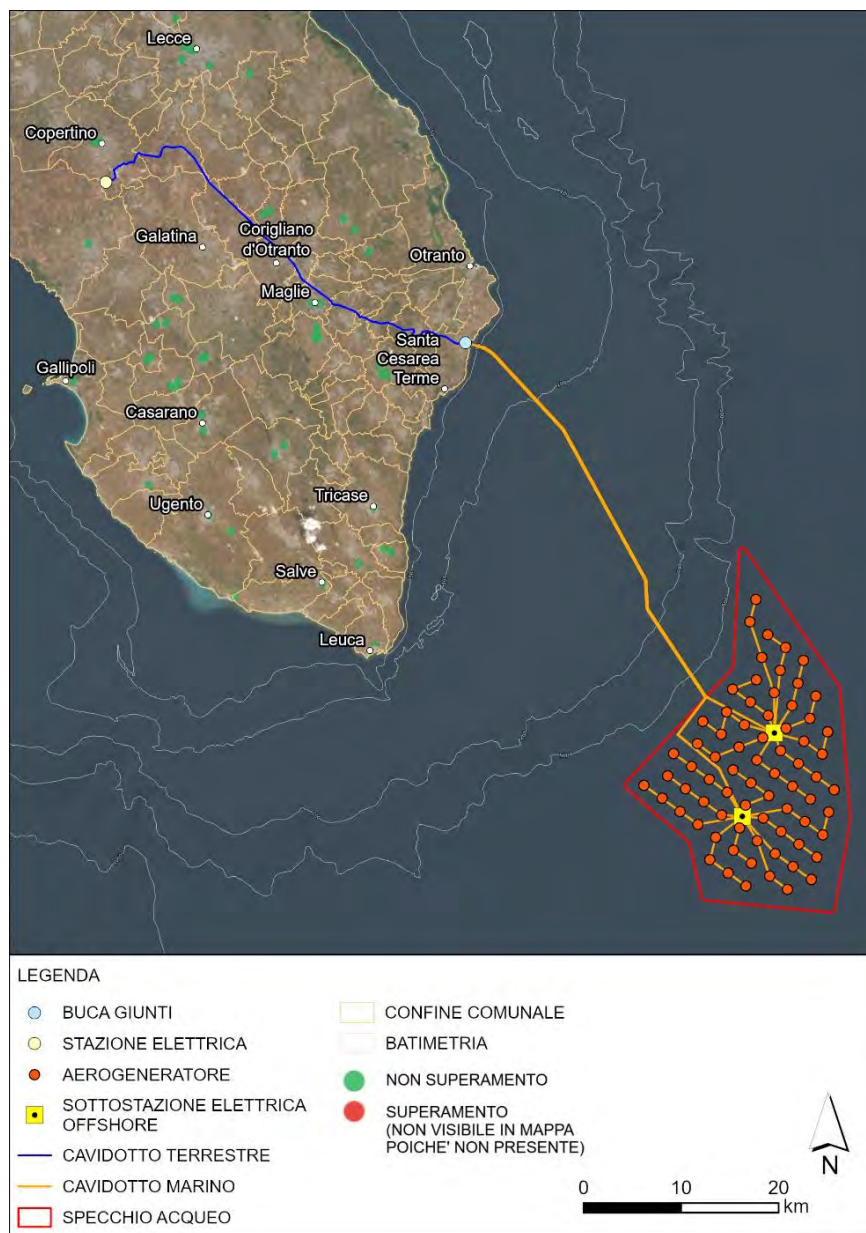 Lecce
Copertino
Galatina
Corigliano
d'Otranto
Otranto
Maglie
Santa
Cesarea
Terme
Gallipoli
Casarano
Ugento
Tricase
Salve
Leuca
LEGENDA
BUCA GIUNTI
STAZIONE ELETTRICA
AEROGENERATORE
SOTTOSTAZIONE ELETTRICA
OFFSHORE
CAVIDOTTO TERRESTRE
CAVIDOTTO MARINO
SPECCHIO ACQUEO
CONFINE COMUNALE
BATIMETRIA
NON SUPERAMENTO
SUPERAMENTO
(NON VISIBILE IN MAPPA
POICHE' NON PRESENTE)
N
0 10 20
km